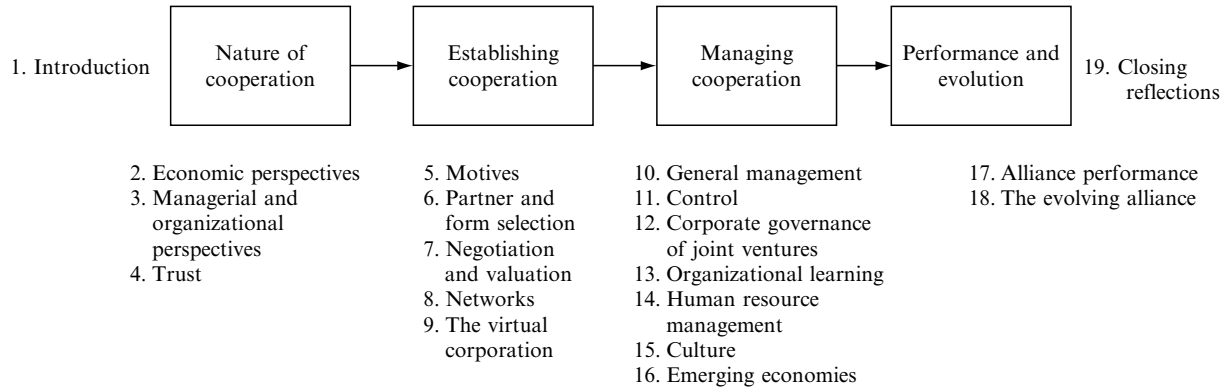 1. Introduction
Nature of
cooperation
Establishing
cooperation
Managing
cooperation
Performance and
evolution
19. Closing
reflections
2. Economic perspectives
3. Managerial and
organizational
perspectives
4. Trust
5. Motives
6. Partner and
form selection
7. Negotiation
and valuation
8. Networks
9. The virtual
corporation
10. General management
11. Control
12. Corporate governance
of joint ventures
13. Organizational learning
14. Human resource
management
15. Culture
16. Emerging economies
17. Alliance performance
18. The evolving alliance